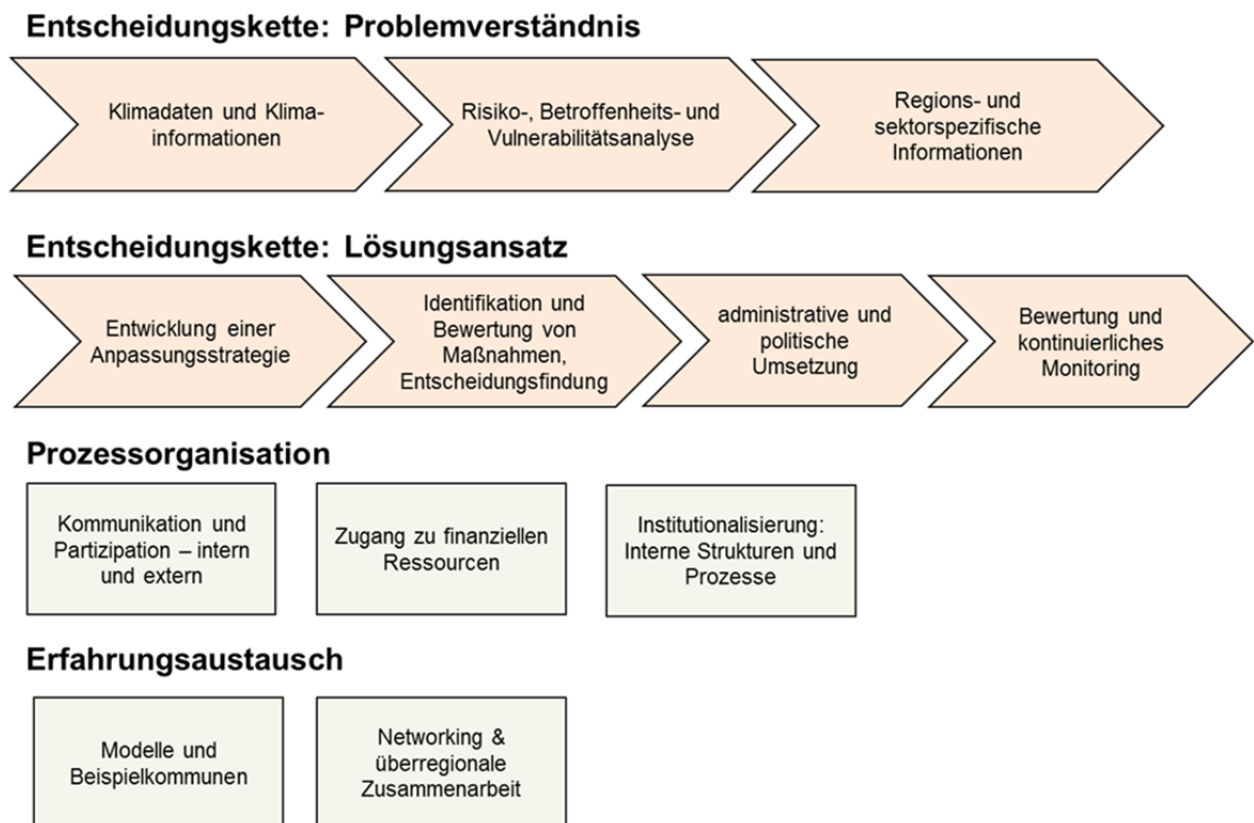 Entscheidungskette: Problemverständnis
Klimadaten und Klima-
informationen
Risiko-, Betroffenheits- und
Vulnerabilitätsanalyse
Regions- und
sektorspezifische
Informationen
Entscheidungskette: Lösungsansatz
Entwicklung einer
Anpassungsstrategie
Identifikation und
Bewertung von
Maßnahmen,
Entscheidungsfindung
administrative und
politische
Umsetzung
Bewertung und
kontinuierliches
Monitoring
Prozessorganisation
Kommunikation und
Partizipation – intern
und extern
Zugang zu finanziellen
Ressourcen
Institutionalisierung:
Interne Strukturen und
Prozesse
Erfahrungsaustausch
Modelle und
Beispielkommunen
Networking &
überregionale
Zusammenarbeit